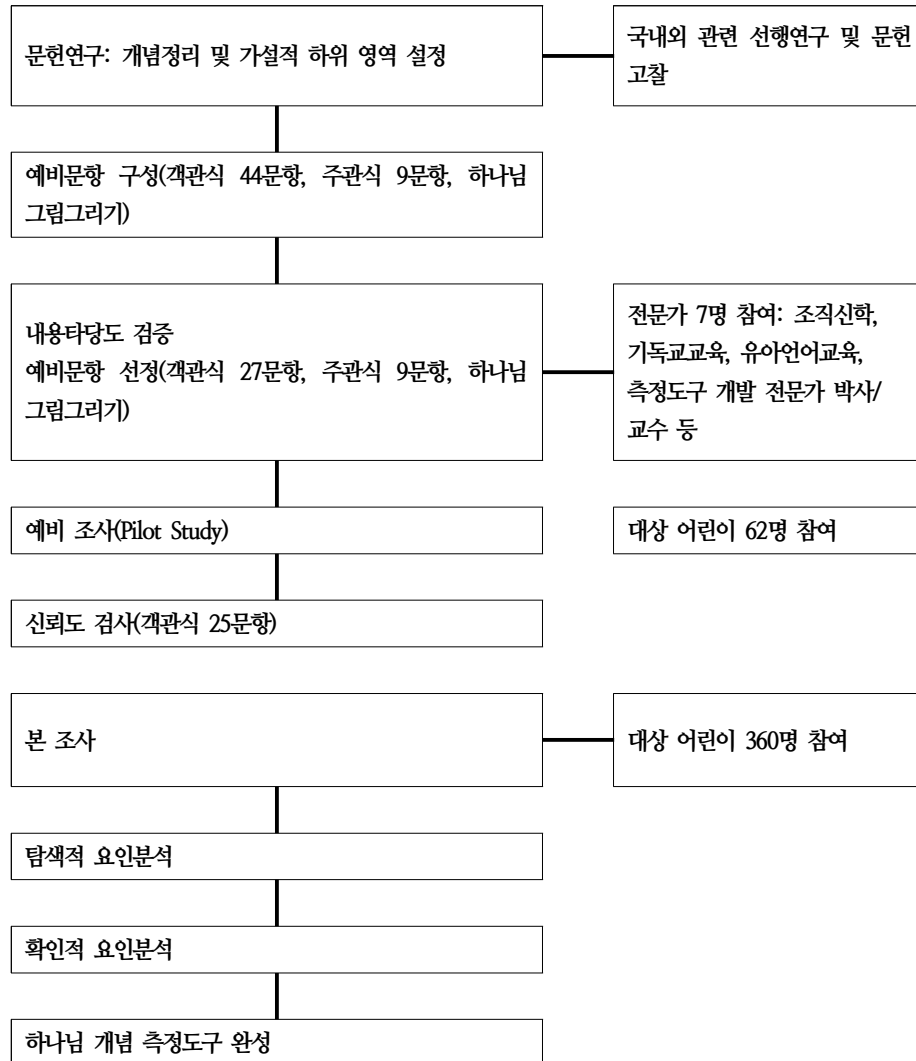 문헌연구: 개념정리 및 가설적 하위 영역 설정
국내외 관련 선행연구 및 문헌
고찰
예비문항 구성(객관식 44문항, 주관식 9문항, 하나님
그림그리기)
내용타당도 검증
예비문항 선정(객관식 27문항, 주관식 9문항, 하나님
그림그리기)
전문가 7명 참여: 조직신학,
기독교교육, 유아언어교육,
측정도구 개발 전문가 박사/
교수 등
예비 조사(Pilot Study)
대상 어린이 62명 참여
신뢰도 검사(객관식 25문항)
본 조사
대상 어린이 360명 참여
탐색적 요인분석
확인적 요인분석
하나님 개념 측정도구 완성